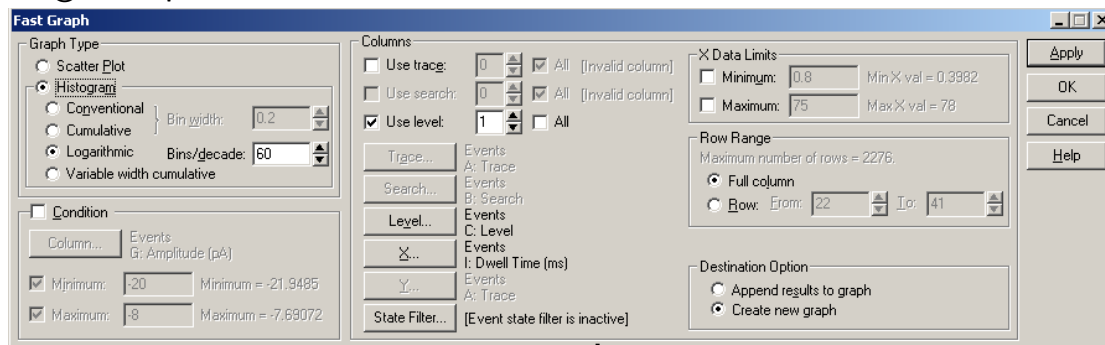 Fast Graph
Graph Type
Scatter Plot
Histogram
Conventional
Cumulative
Bin width: 0.2
Logarithmic Bins/decade: 60
Variable width cumulative
Condition
Column... Events
G: Amplitude (pA)
Minimum: -20 Minimum = -21.9485
Maximum: -8 Maximum = -7.69072
Columns
Use trace: 0 All [Invalid column]
Use search: 0 All [Invalid column]
Use level: 1 All
Trace... Events
A: Trace
Search... Events
B: Search
Level... Events
C: Level
X... Events
I: Dwell Time (ms)
Y... Events
A: Trace
State Filter... [Event state filter is inactive]
X Data Limits
Minimum: 0.8 Min X val = 0.3982
Maximum: 75 Max X val = 78
Row Range
Maximum number of rows = 2276.
Full column
Row: From: 22 To: 41
Destination Option
Append results to graph
Create new graph
Apply
OK
Cancel
Help